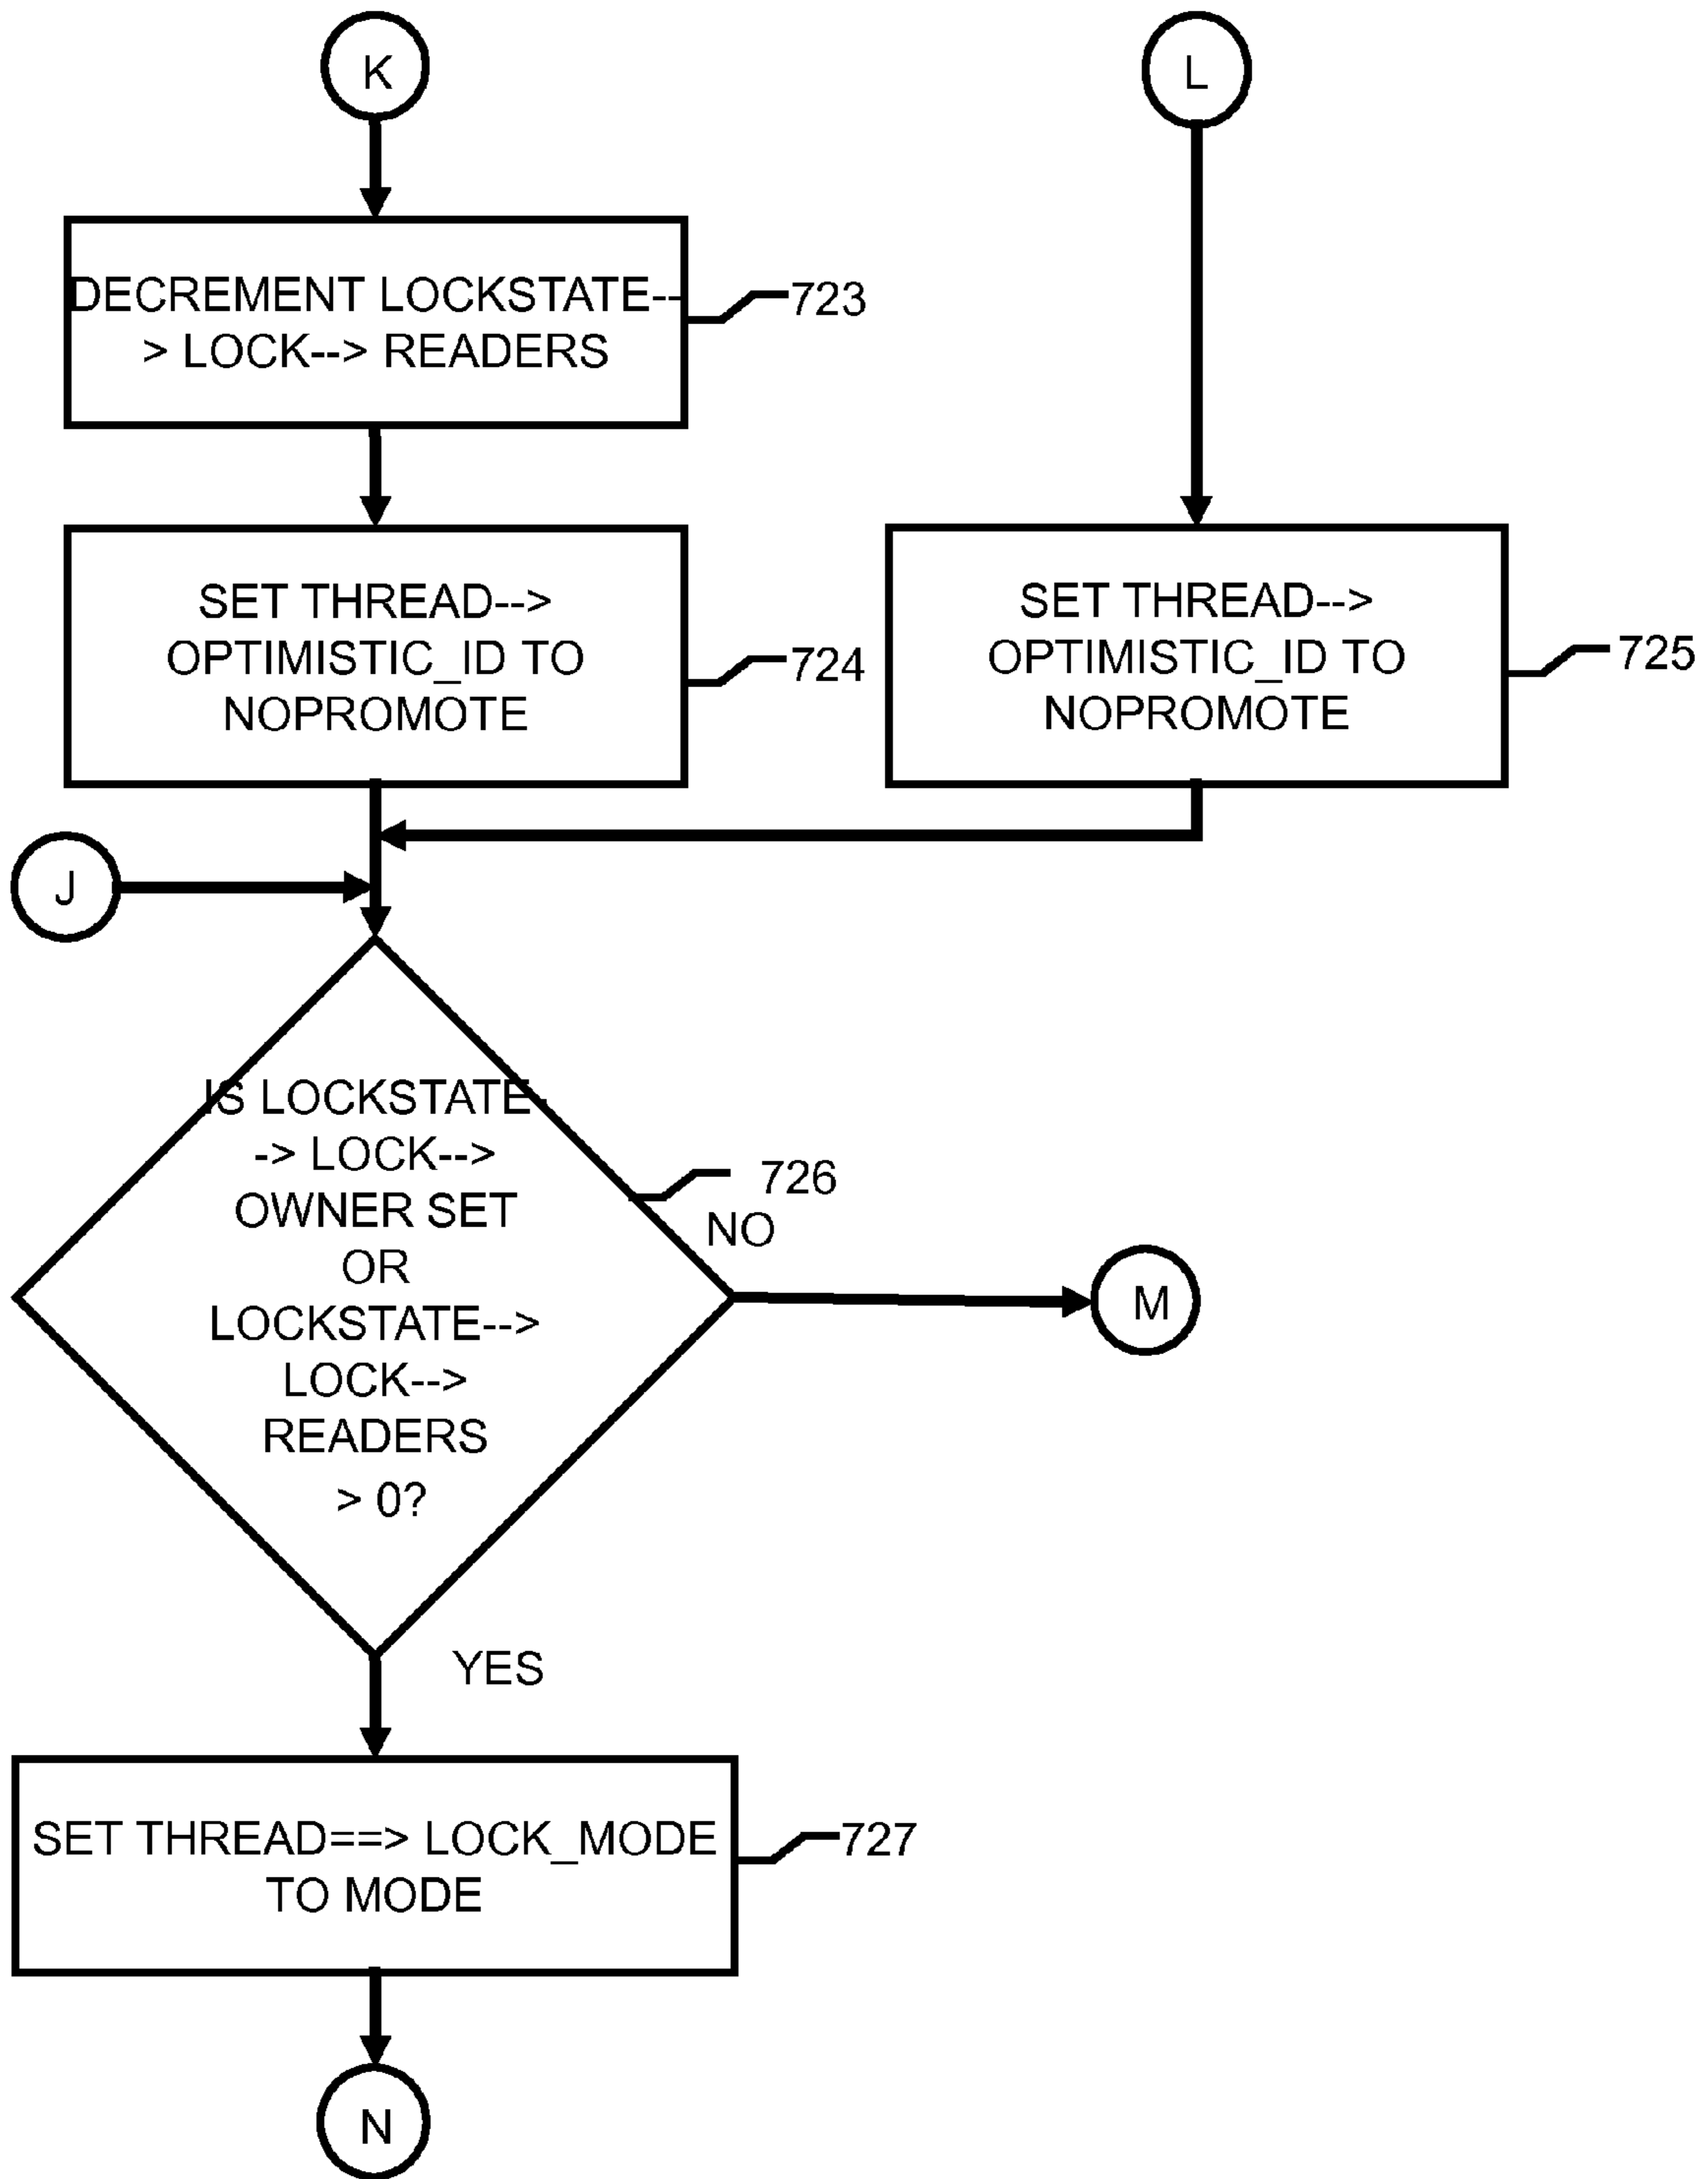 K
L
DECREMENT LOCKSTATE--
> LOCK--> READERS
723
SET THREAD-->
OPTIMISTIC_ID TO
NOPROMOTE
724
SET THREAD-->
OPTIMISTIC_ID TO
NOPROMOTE
725
J
IS LOCKSTATE-
-> LOCK-->
OWNER SET
OR
LOCKSTATE-->
LOCK-->
READERS
> 0?
726
NO
M
YES
SET THREAD==> LOCK_MODE
TO MODE
727
N